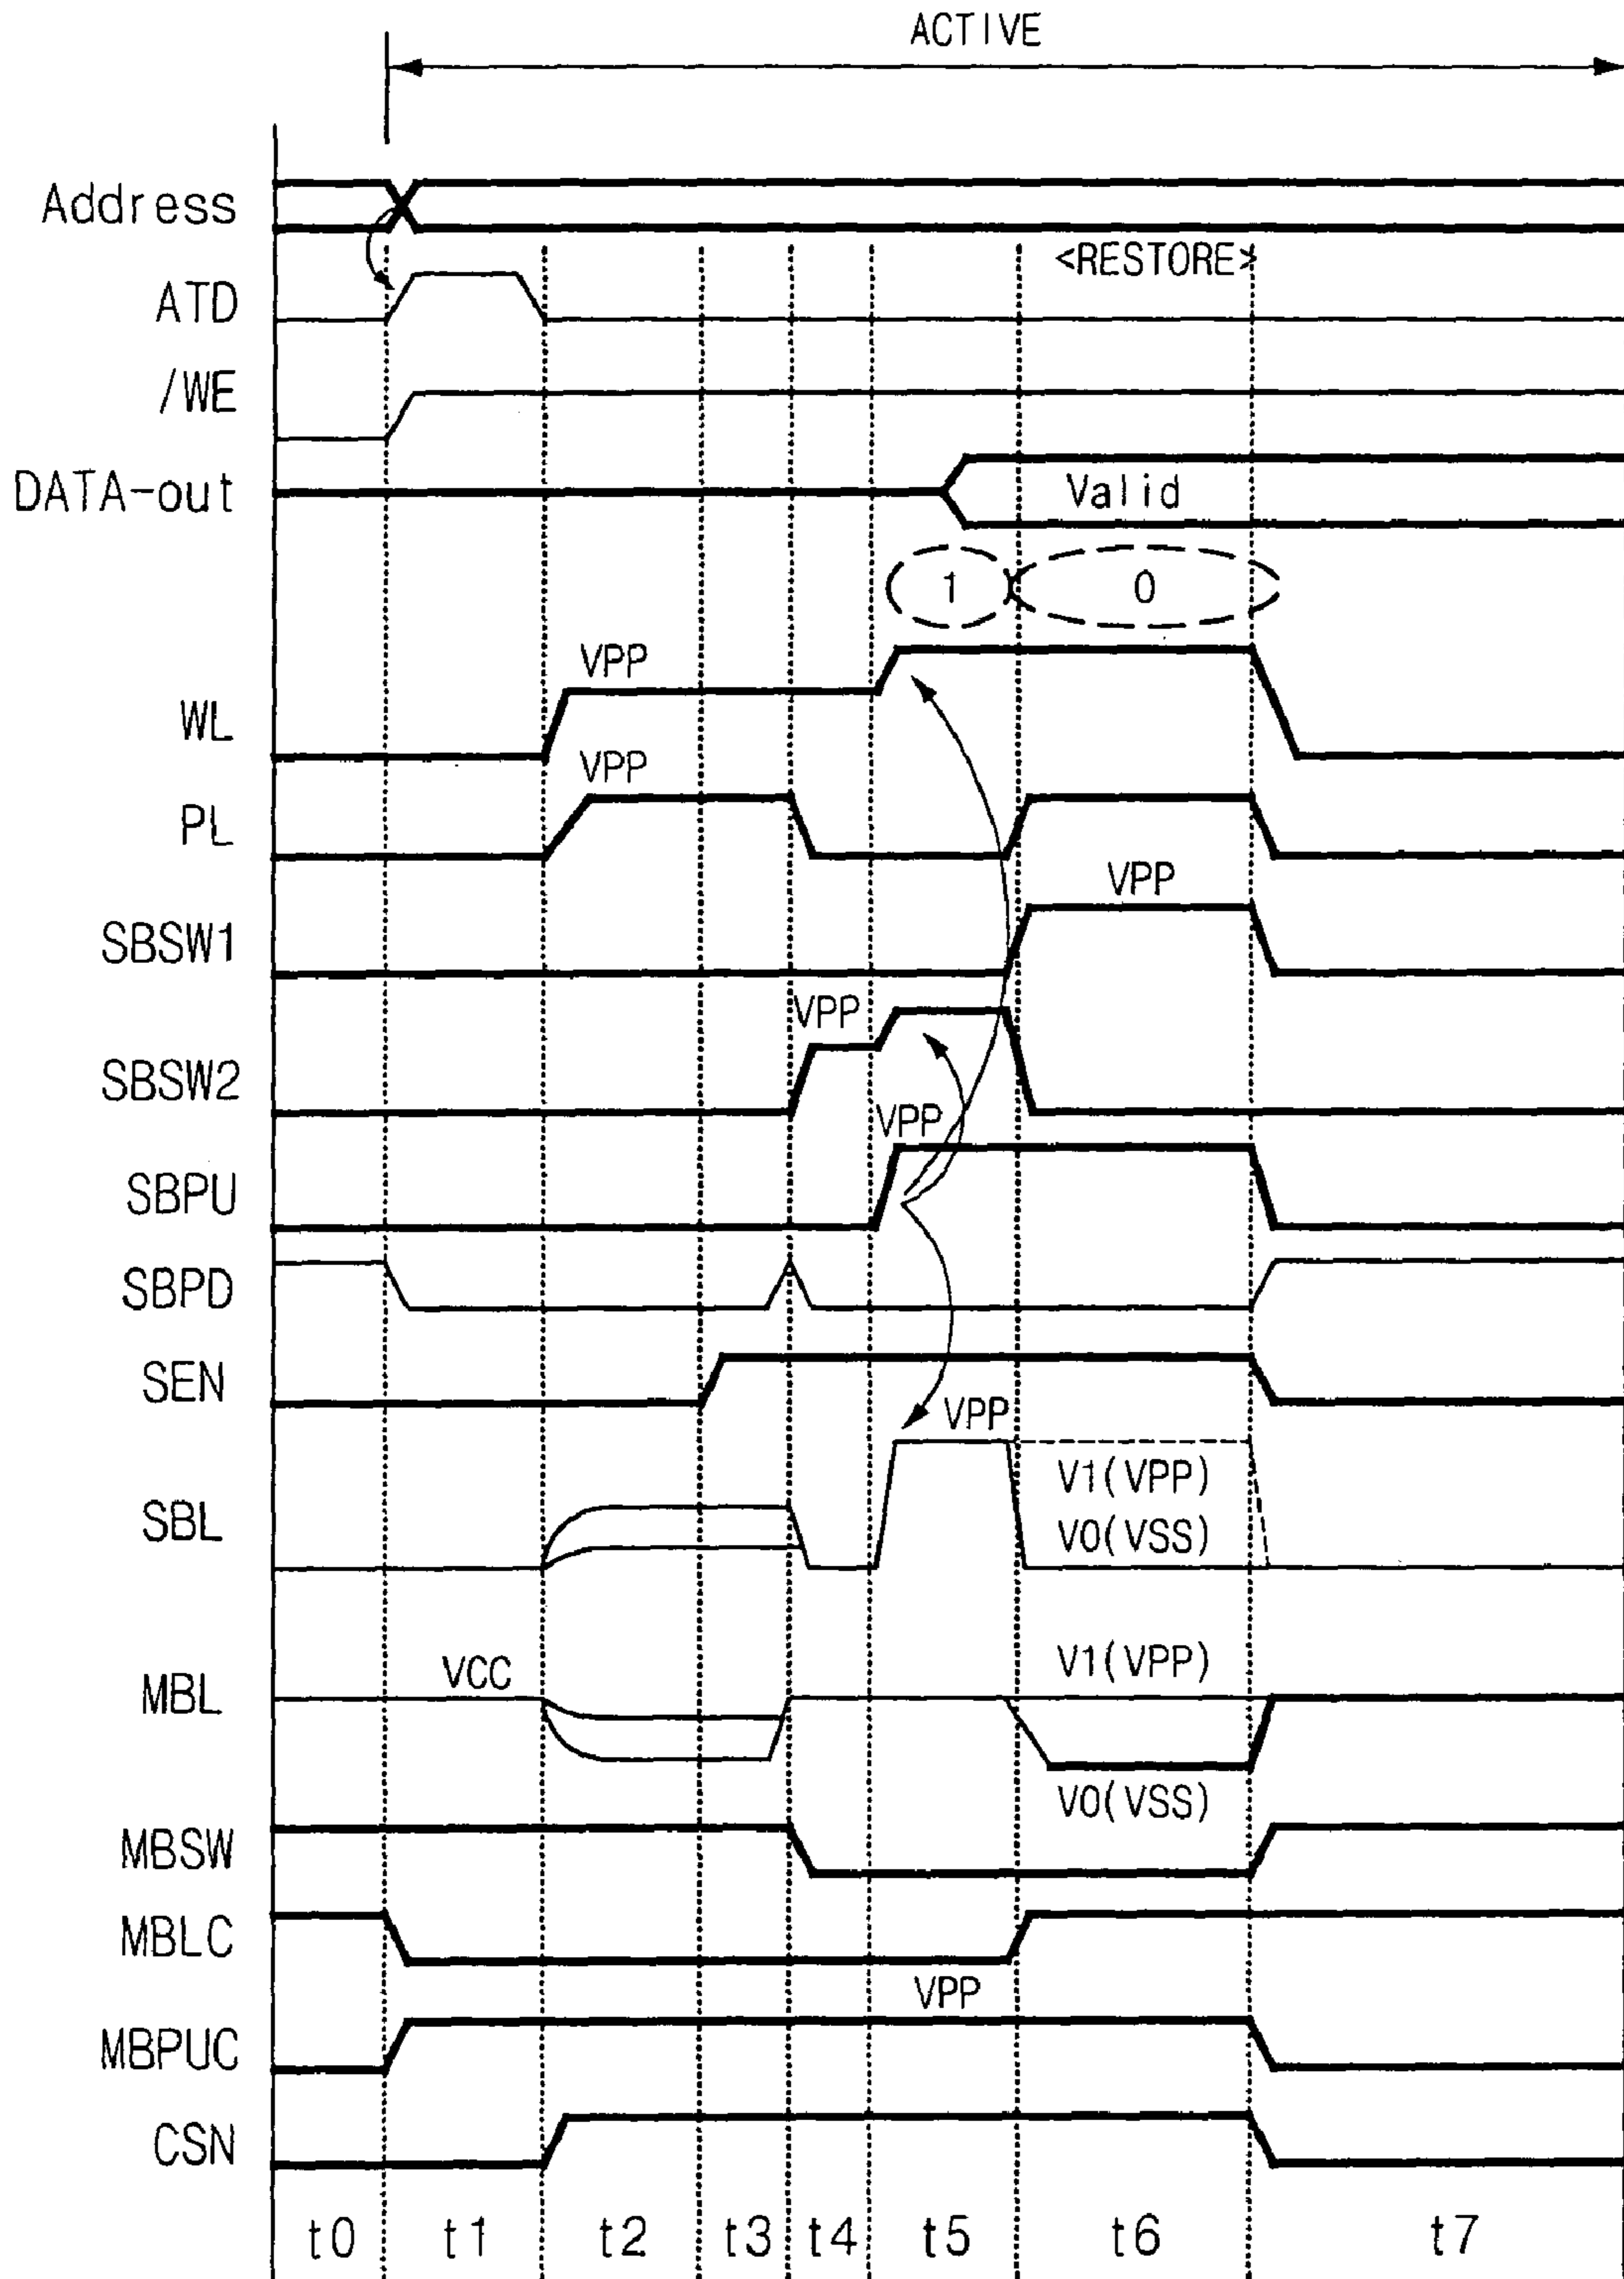 ACTIVE
Address
<RESTORE>
ATD
/WE
DATA-out
Valid
1
0
VPP
WL
VPP
PL
VPP
SBSW1
VPP
SBSW2
VPP
SBPU
SBPD
SEN
VPP
V1(VPP)
SBL
V0(VSS)
VCC
V1(VPP)
MBL
V0(VSS)
MBSW
MBLC
VPP
MBPUC
CSN
t0 t1 t2 t3 t4 t5 t6 t7